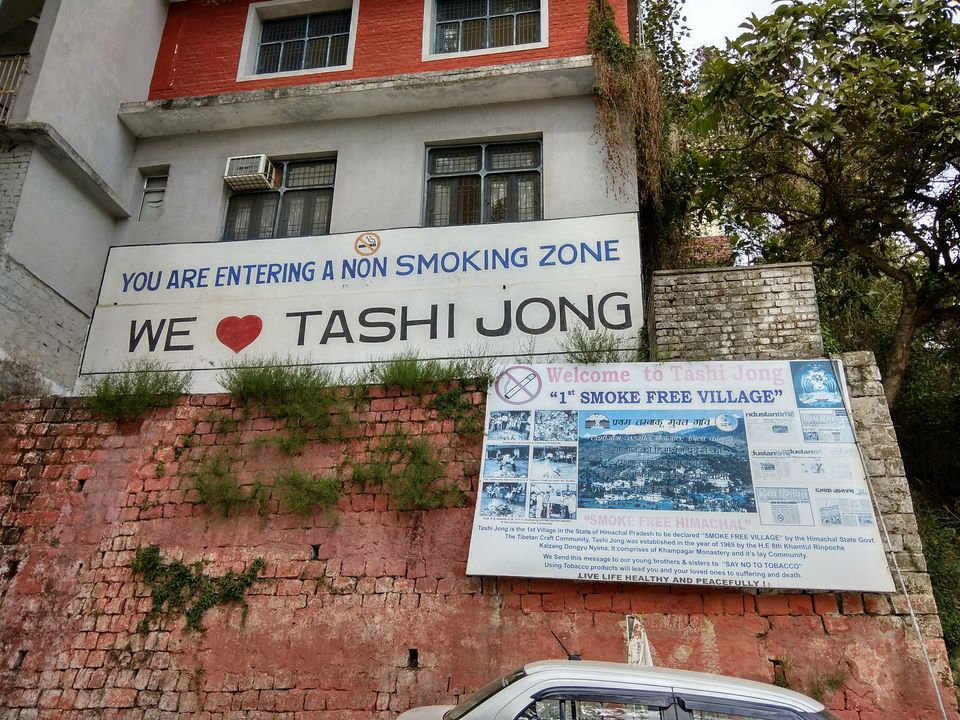 YOU ARE ENTERING A NON SMOKING ZONE
WE ❤ TASHI JONG
Welcome to Tashi Jong
"1st SMOKE FREE VILLAGE"
प्रथम तम्बाकू मुक्त गांव
"SMOKE FREE HIMACHAL"
Tashi Jong is the 1st Village in the State of Himachal Pradesh to be declared "SMOKE FREE VILLAGE" by the Himachal State Govt.
The Tibetan Craft Community, Tashi Jong was established in the year of 1969 by the H.E 8th Khamtul Rinpoche
Kalzang Dongyu Nyima. It comprises of Khampagar Monastery and it's lay Community.
We Send this message to our young brothers & sisters to "SAY NO TO TOBACCO"
Using Tobacco products will lead you and your loved ones to suffering and death.
LIVE LIFE HEALTHY AND PEACEFULLY !